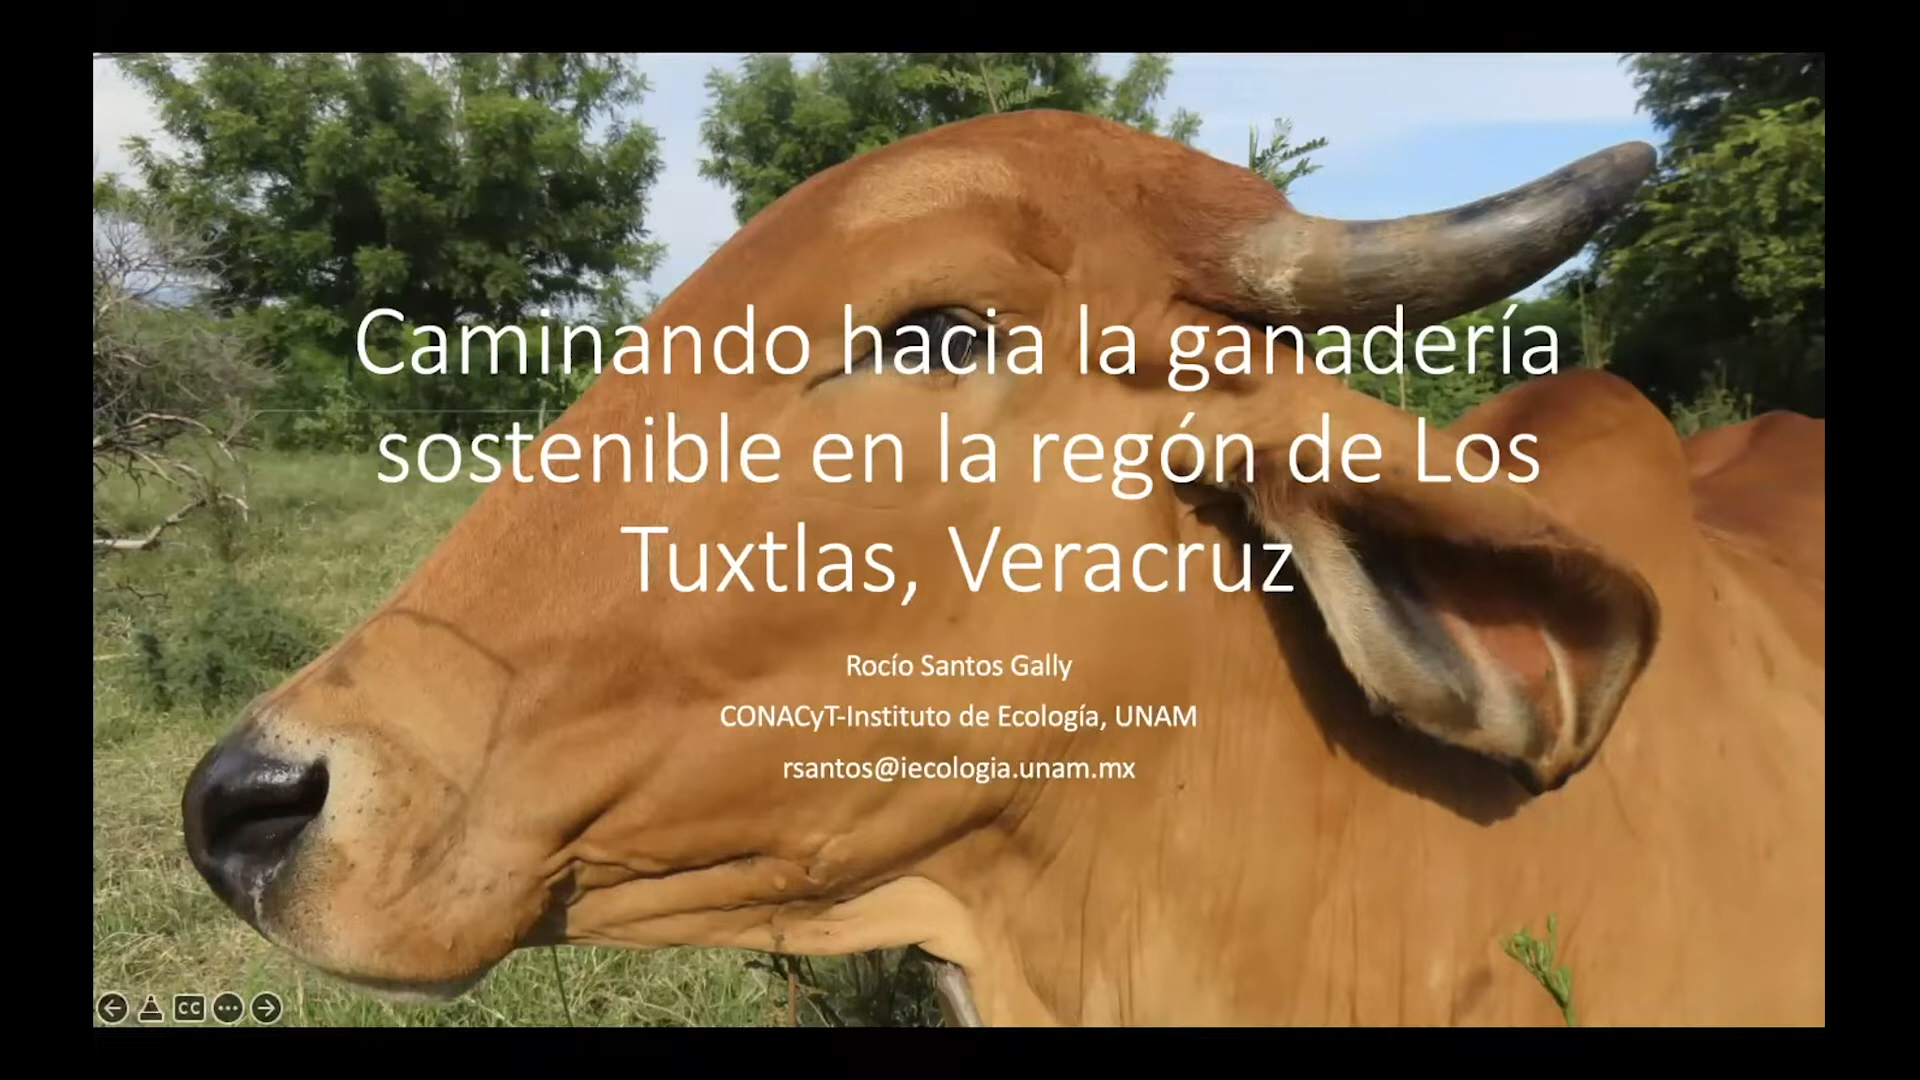 Caminando hacia la ganadería
sostenible en la regón de Los
Tuxtlas, Veracruz
Rocío Santos Gally
CONACyT-Instituto de Ecología, UNAM
rsantos@iecologia.unam.mx
CC